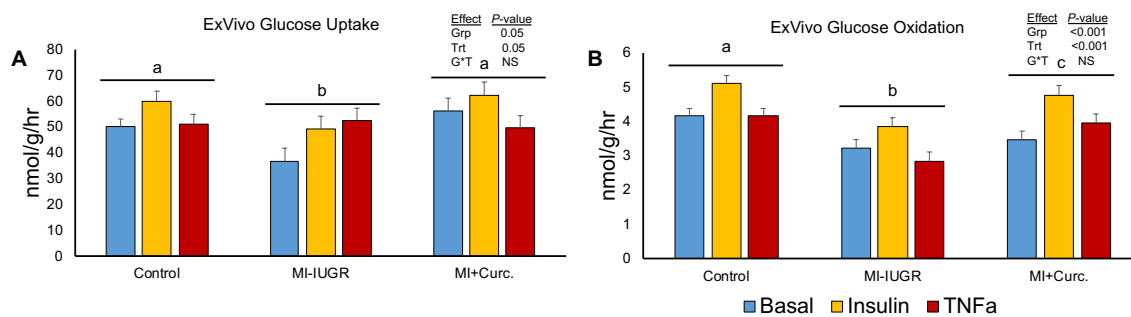 A
ExVivo Glucose Uptake
Effect P-value
Grp 0.05
Trt 0.05
G*T NS
80
70
60
50
40
30
20
10
0
nmol/g/hr
a
b
a
Control MI-IUGR MI+Curc.
B
ExVivo Glucose Oxidation
Effect P-value
Grp <0.001
Trt <0.001
G*T NS
6
5
4
3
2
1
0
nmol/g/hr
a
b
c
Control MI-IUGR MI+Curc.
Basal Insulin TNFa